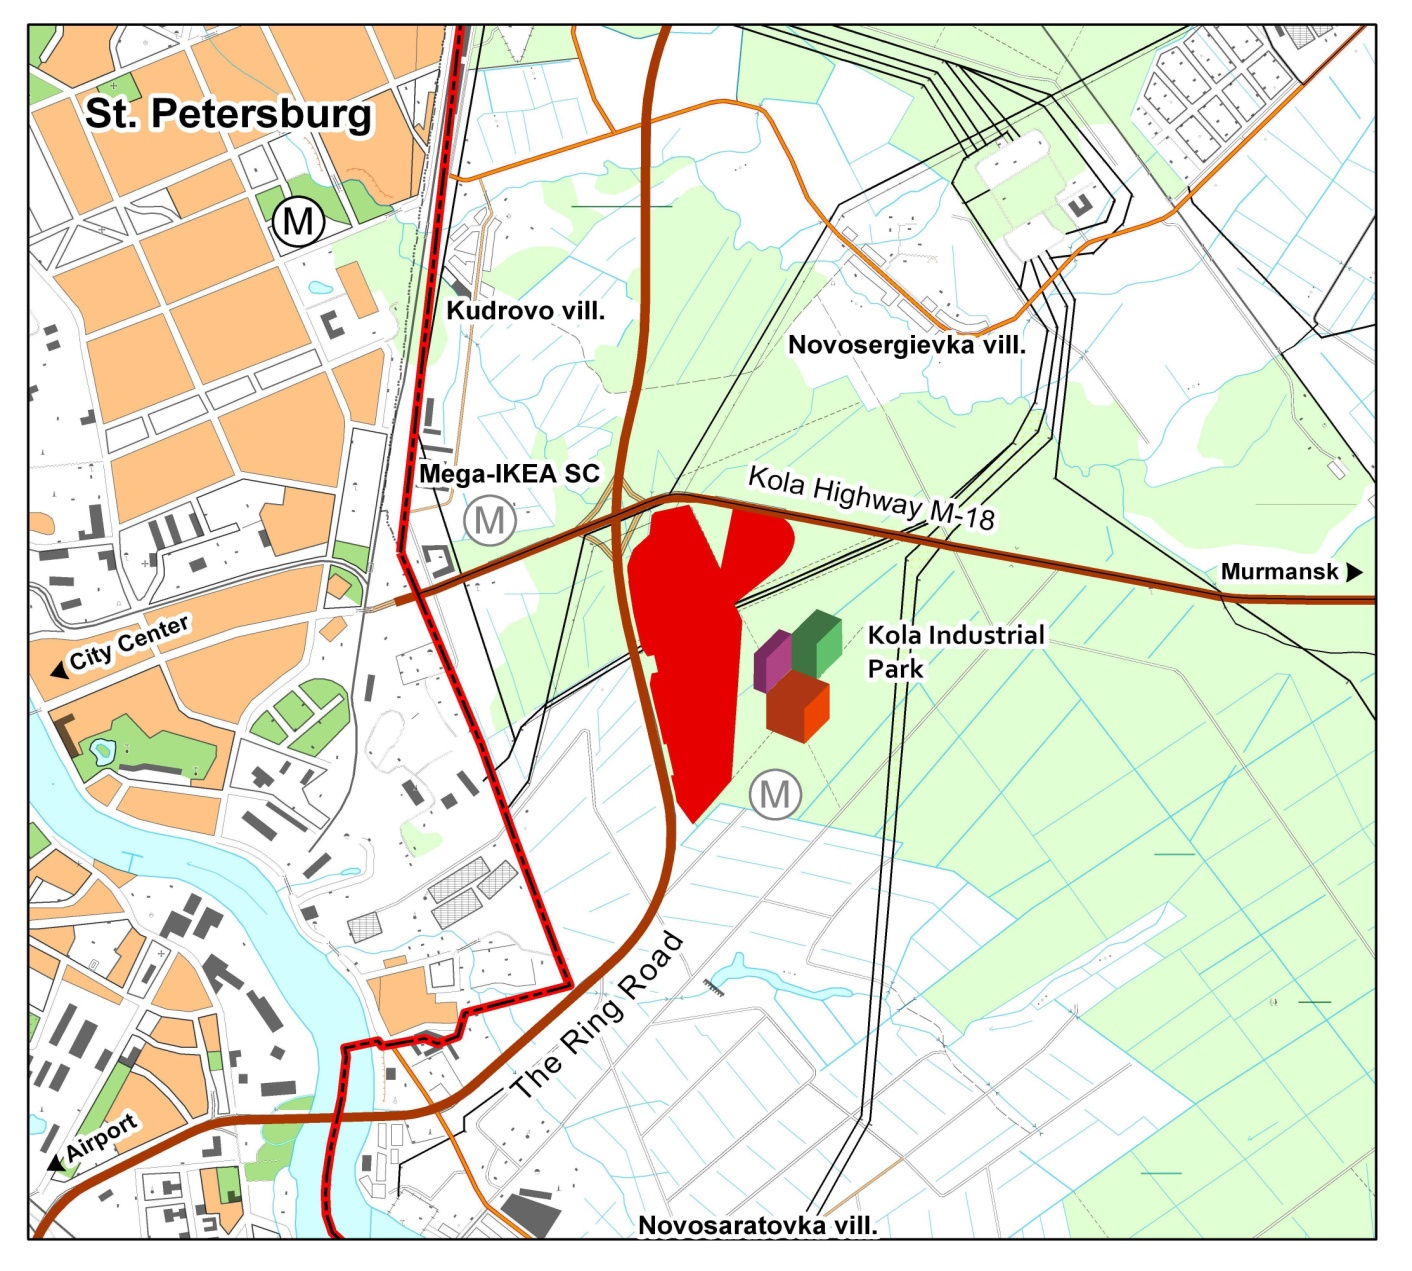 St. Petersburg
M
Kudrovo vill.
Novosergievka vill.
Mega-IKEA SC
M
Kola Highway M-18
Murmansk
City Center
Kola Industrial
Park
M
The Ring Road
Airport
Novosaratovka vill.